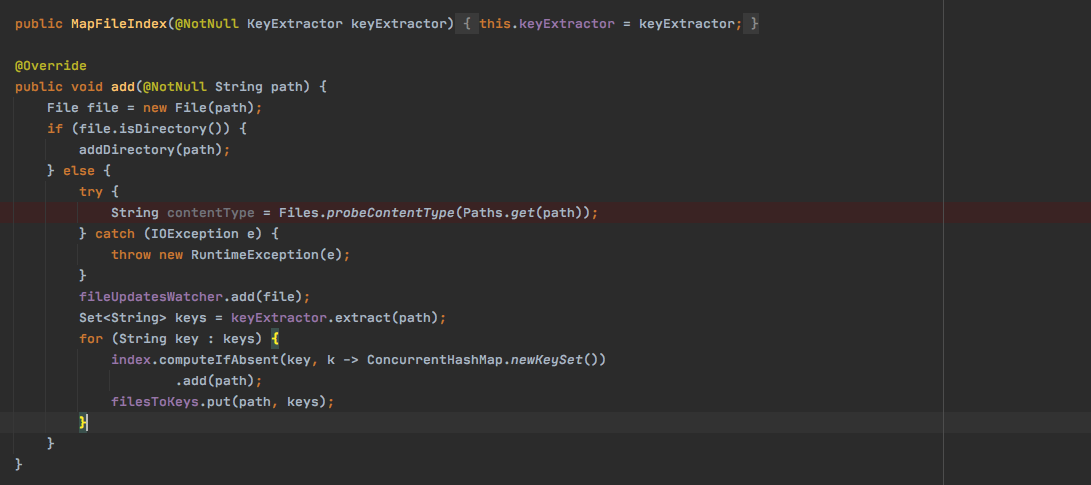 public MapFileIndex(@NotNull KeyExtractor keyExtractor) { this.keyExtractor = keyExtractor; }
@Override
public void add(@NotNull String path) {
File file = new File(path);
if (file.isDirectory()) {
addDirectory(path);
} else {
try {
String contentType = Files.probeContentType(Paths.get(path));
} catch (IOException e) {
throw new RuntimeException(e);
}
fileUpdatesWatcher.add(file);
Set<String> keys = keyExtractor.extract(path);
for (String key : keys) {
index.computeIfAbsent(key, k -> ConcurrentHashMap.newKeySet())
.add(path);
filesToKeys.put(path, keys);
}
}
}